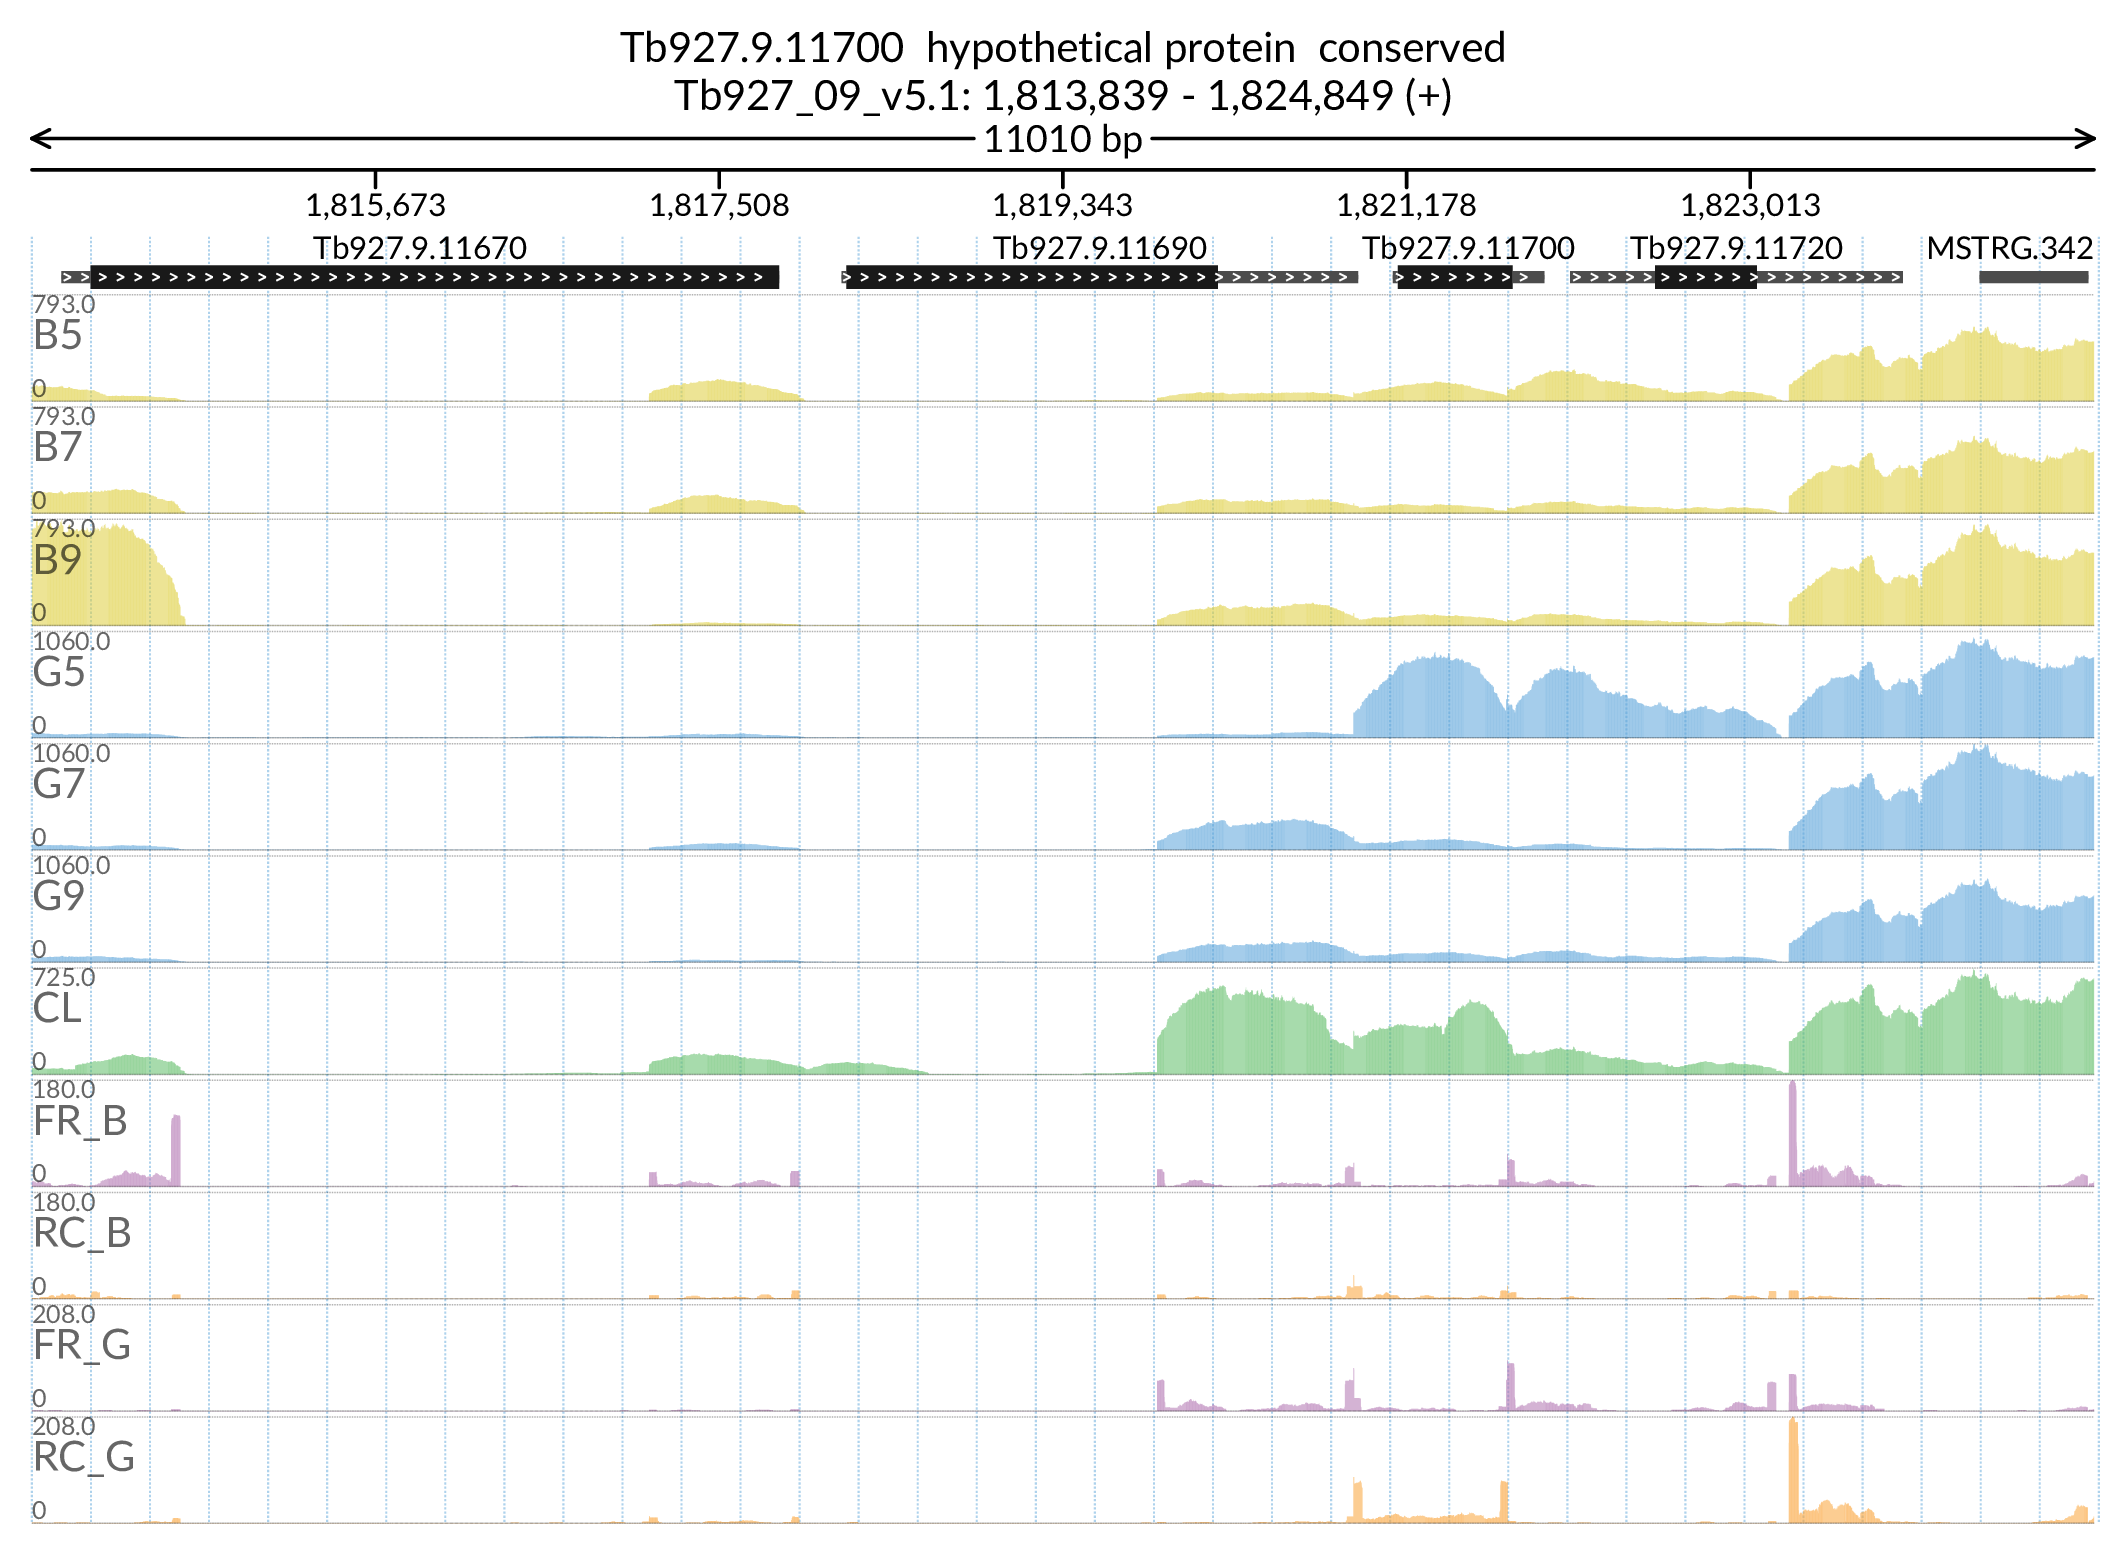 Tb927.9.11700 hypothetical protein conserved
Tb927_09_v5.1: 1,813,839 - 1,824,849 (+)
11010 bp
1,815,673 1,817,508 1,819,343 1,821,178 1,823,013
Tb927.9.11670 Tb927.9.11690 Tb927.9.11700 Tb927.9.11720 MSTRG.342
793.0
B5
0
793.0
B7
0
793.0
B9
0
1060.0
G5
0
1060.0
G7
0
1060.0
G9
0
725.0
CL
0
180.0
FR_B
0
180.0
RC_B
0
208.0
FR_G
0
208.0
RC_G
0